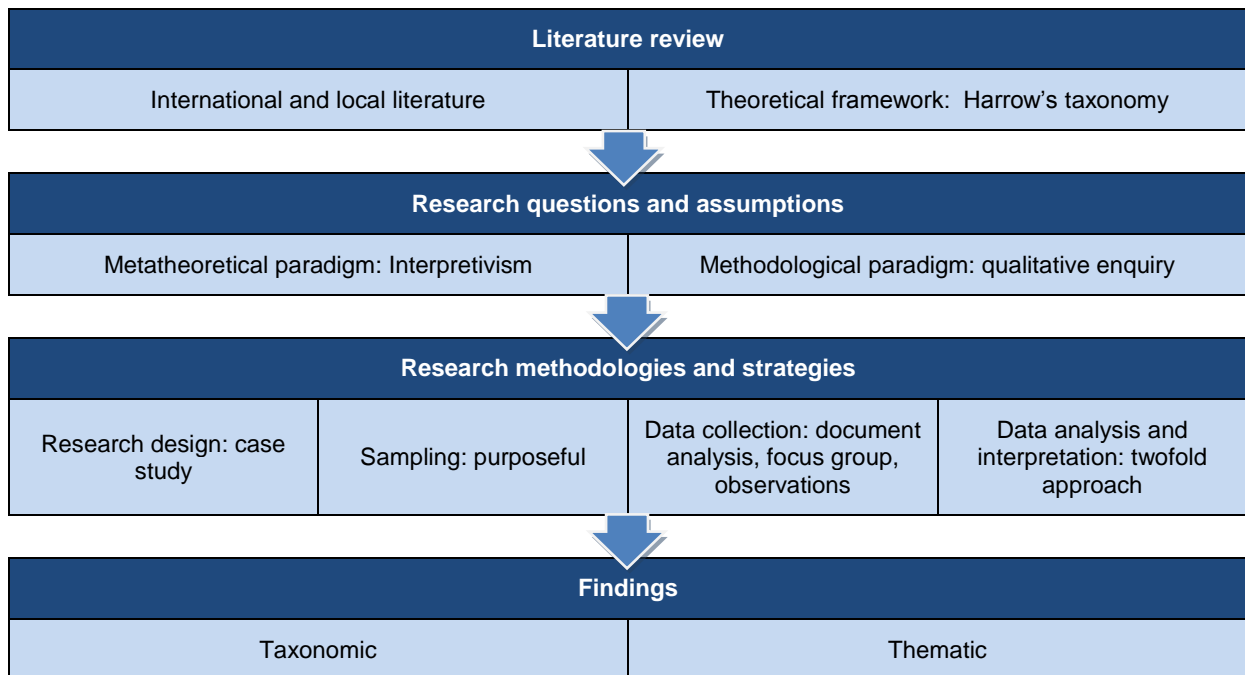 Literature review
International and local literature
Theoretical framework: Harrow’s taxonomy
Research questions and assumptions
Metatheoretical paradigm: Interpretivism
Methodological paradigm: qualitative enquiry
Research methodologies and strategies
Research design: case
study
Sampling: purposeful
Data collection: document
analysis, focus group,
observations
Data analysis and
interpretation: twofold
approach
Findings
Taxonomic
Thematic